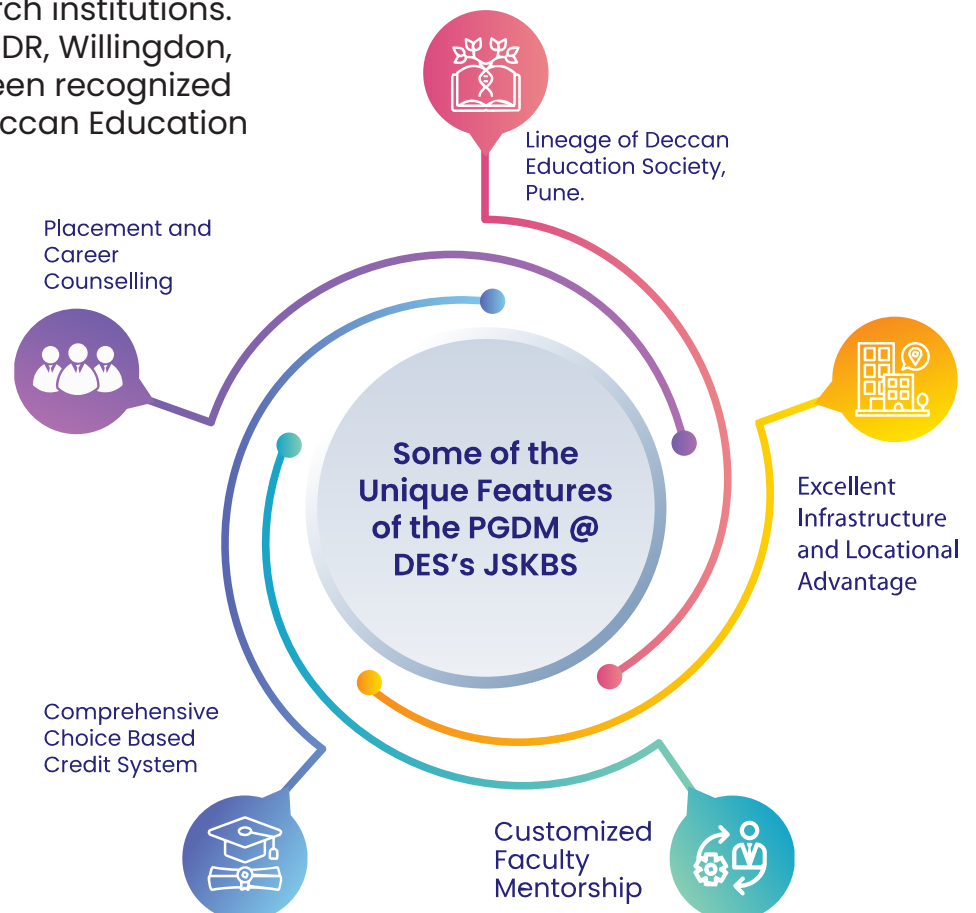 rch institutions.
DR, Willingdon,
een recognized
ccan Education
Lineage of Deccan
Education Society,
Pune.
Placement and
Career
Counselling
Some of the
Unique Features
of the PGDM @
DES’s JSKBS
Excellent
Infrastructure
and Locational
Advantage
Comprehensive
Choice Based
Credit System
Customized
Faculty
Mentorship